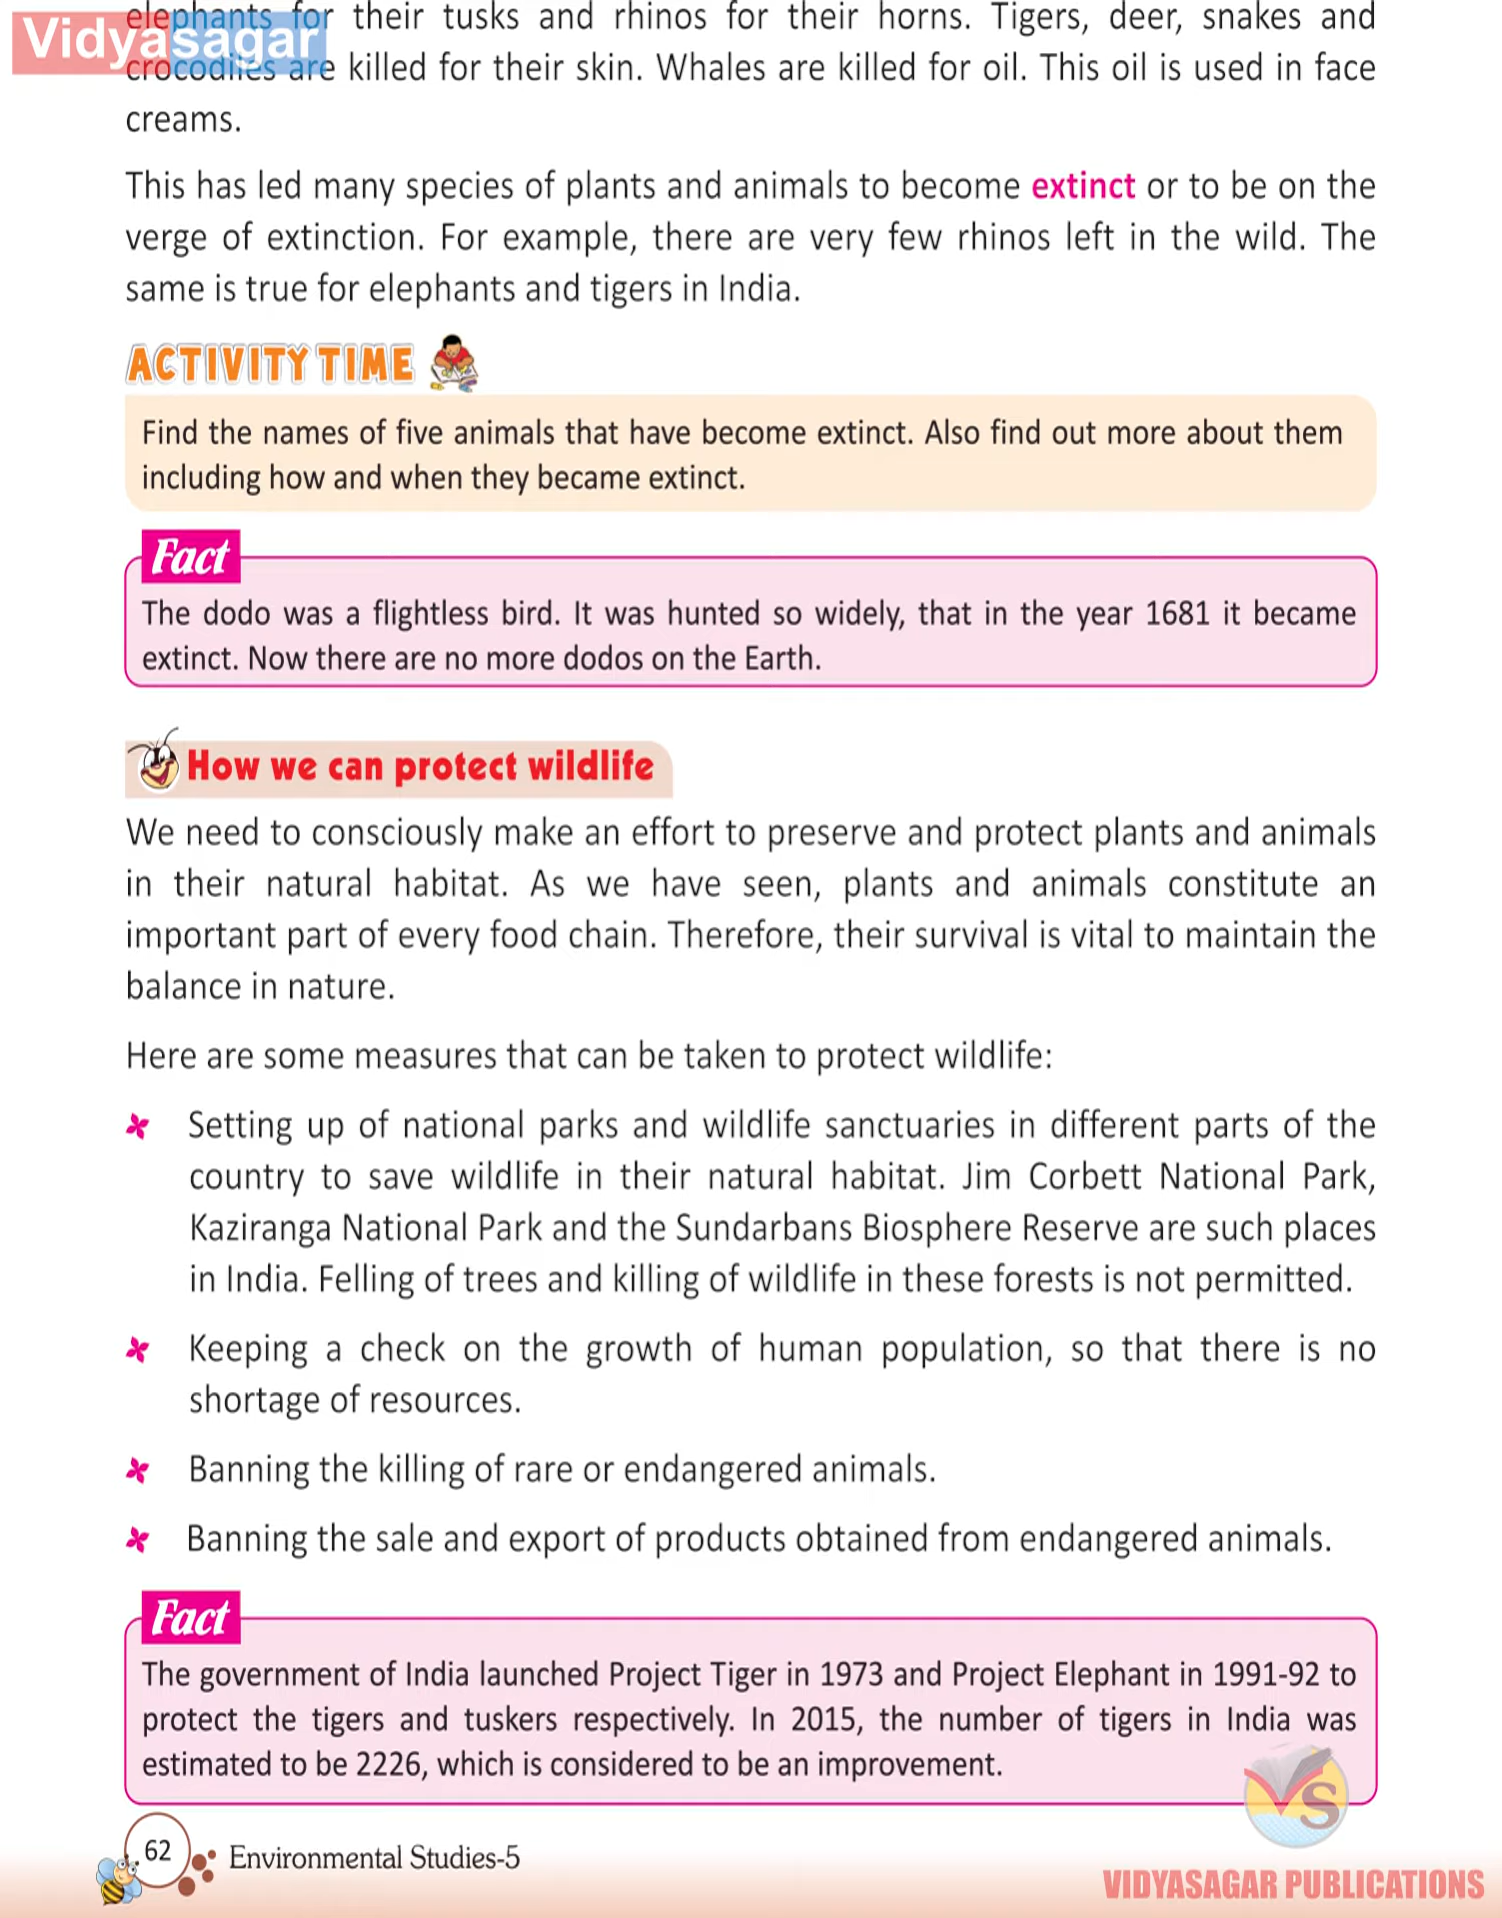 Vidyasagar
elephants for their tusks and rhinos for their horns. Tigers, deer, snakes and
crocodiles are killed for their skin. Whales are killed for oil. This oil is used in face
creams.
This has led many species of plants and animals to become extinct or to be on the
verge of extinction. For example, there are very few rhinos left in the wild. The
same is true for elephants and tigers in India.
ACTIVITY TIME
Find the names of five animals that have become extinct. Also find out more about them
including how and when they became extinct.
Fact
The dodo was a flightless bird. It was hunted so widely, that in the year 1681 it became
extinct. Now there are no more dodos on the Earth.
How we can protect wildlife
We need to consciously make an effort to preserve and protect plants and animals
in their natural habitat. As we have seen, plants and animals constitute an
important part of every food chain. Therefore, their survival is vital to maintain the
balance in nature.
Here are some measures that can be taken to protect wildlife:
Setting up of national parks and wildlife sanctuaries in different parts of the
country to save wildlife in their natural habitat. Jim Corbett National Park,
Kaziranga National Park and the Sundarbans Biosphere Reserve are such places
in India. Felling of trees and killing of wildlife in these forests is not permitted.
Keeping a check on the growth of human population, so that there is no
shortage of resources.
Banning the killing of rare or endangered animals.
Banning the sale and export of products obtained from endangered animals.
Fact
The government of India launched Project Tiger in 1973 and Project Elephant in 1991-92 to
protect the tigers and tuskers respectively. In 2015, the number of tigers in India was
estimated to be 2226, which is considered to be an improvement.
VS
62 Environmental Studies-5
VIDYASAGAR PUBLICATIONS